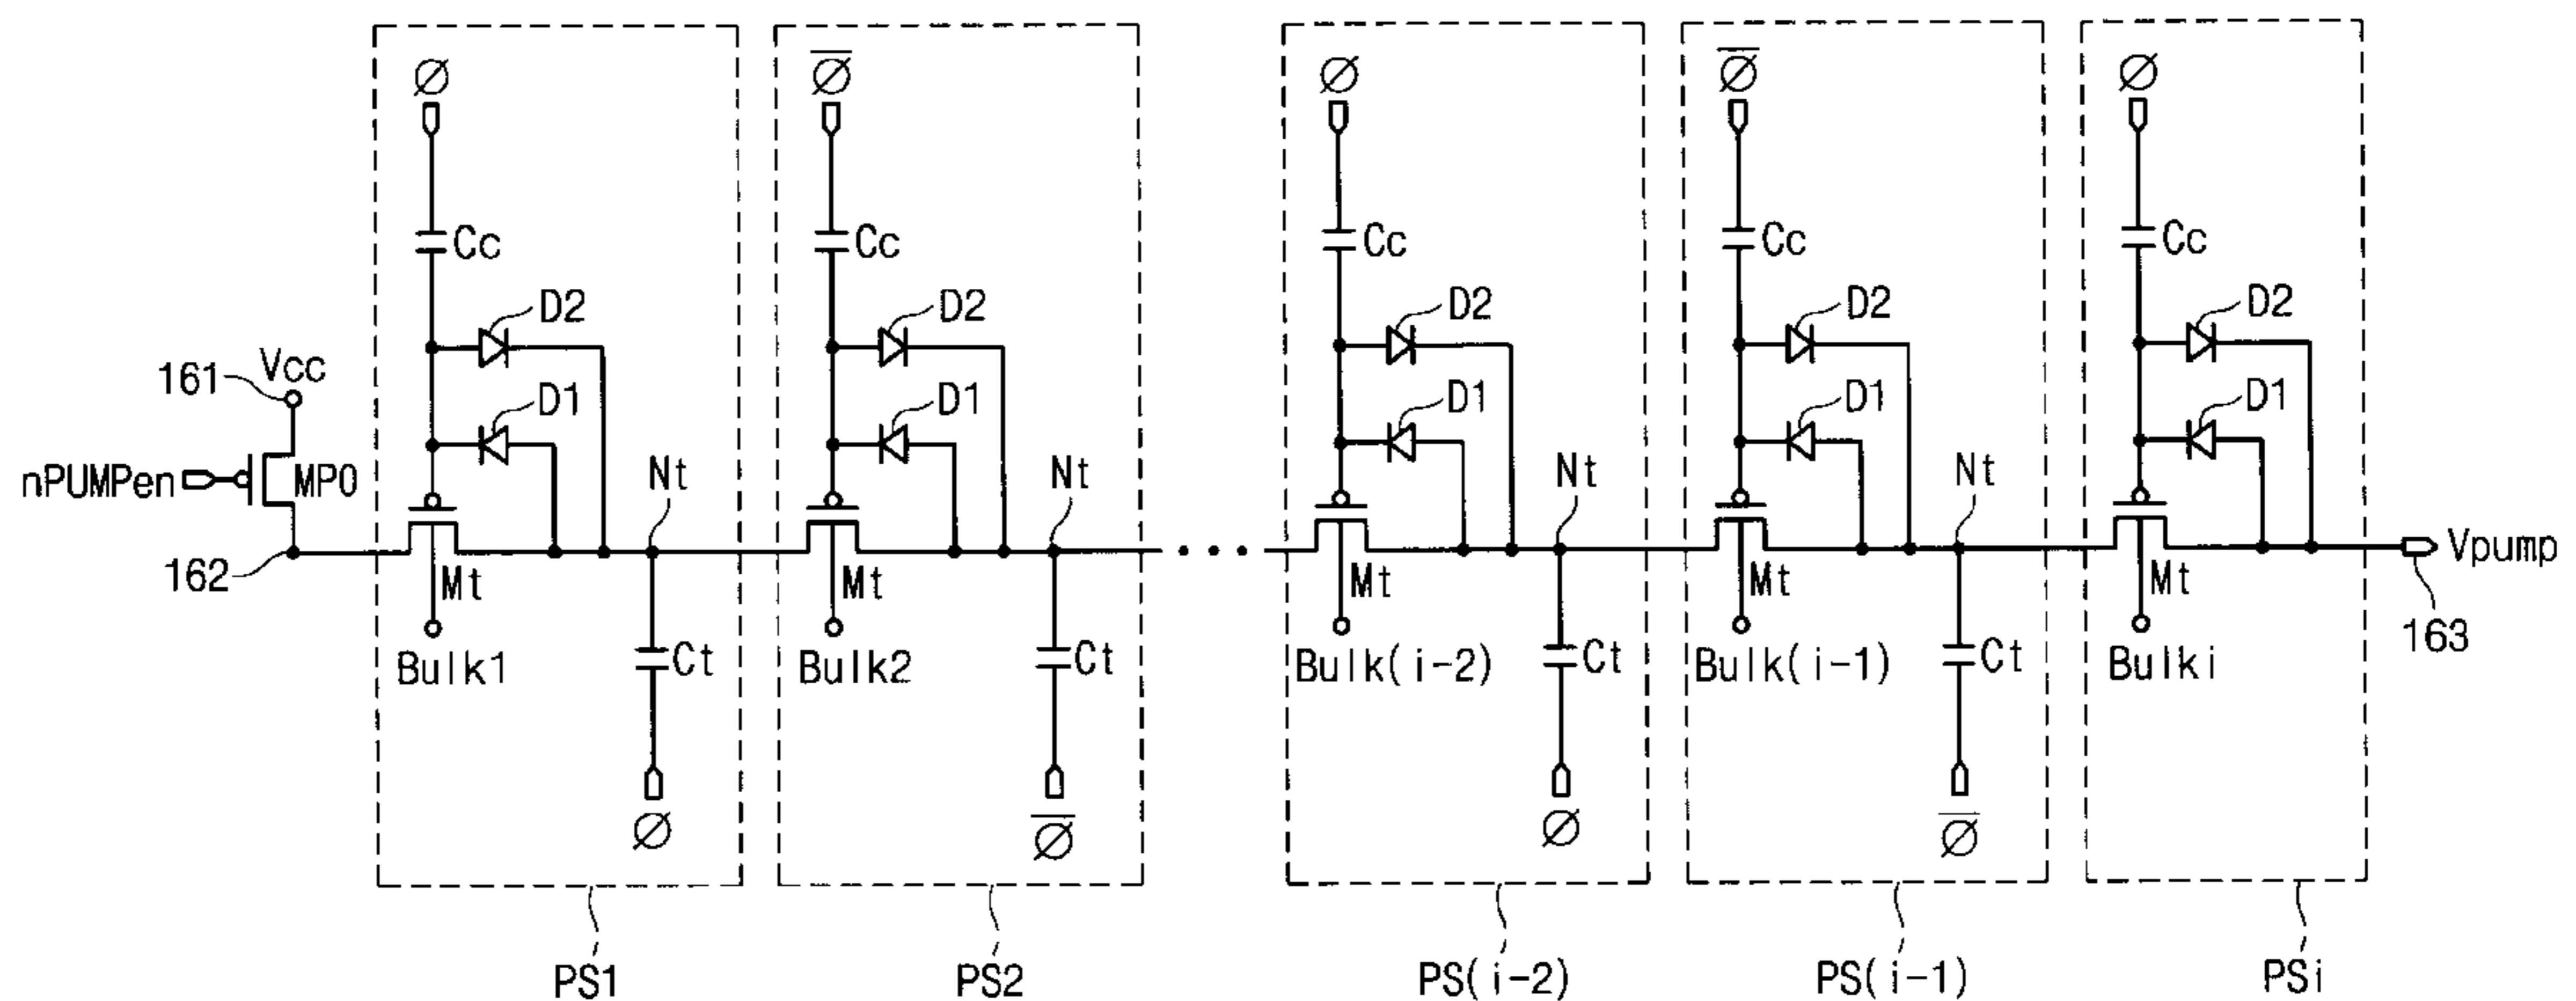 ∅ ∅̅ ∅ ∅̅ ∅
Cc Cc Cc Cc Cc
D2 D2 D2 D2 D2
161 Vcc
D1 D1 D1 D1 D1
nPUMPen MP0 Nt Nt Nt Nt
162 Mt Mt Mt Mt Mt Vpump
163
Bulk1 Ct Bulk2 Ct Bulk(i-2) Ct Bulk(i-1) Ct Bulki
∅ ∅̅ ∅ ∅̅
PS1 PS2 PS(i-2) PS(i-1) PSi